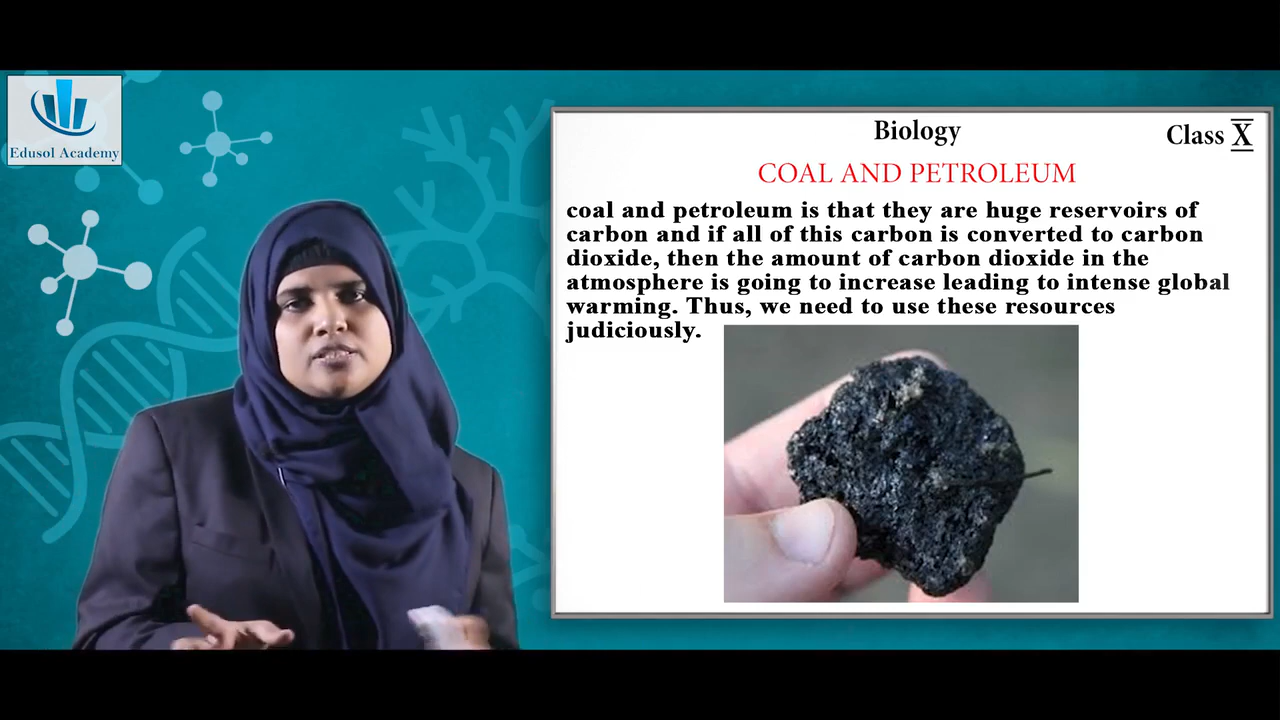 Edusol Academy
Biology
Class X
COAL AND PETROLEUM
coal and petroleum is that they are huge reservoirs of
carbon and if all of this carbon is converted to carbon
dioxide, then the amount of carbon dioxide in the
atmosphere is going to increase leading to intense global
warming. Thus, we need to use these resources
judiciously.